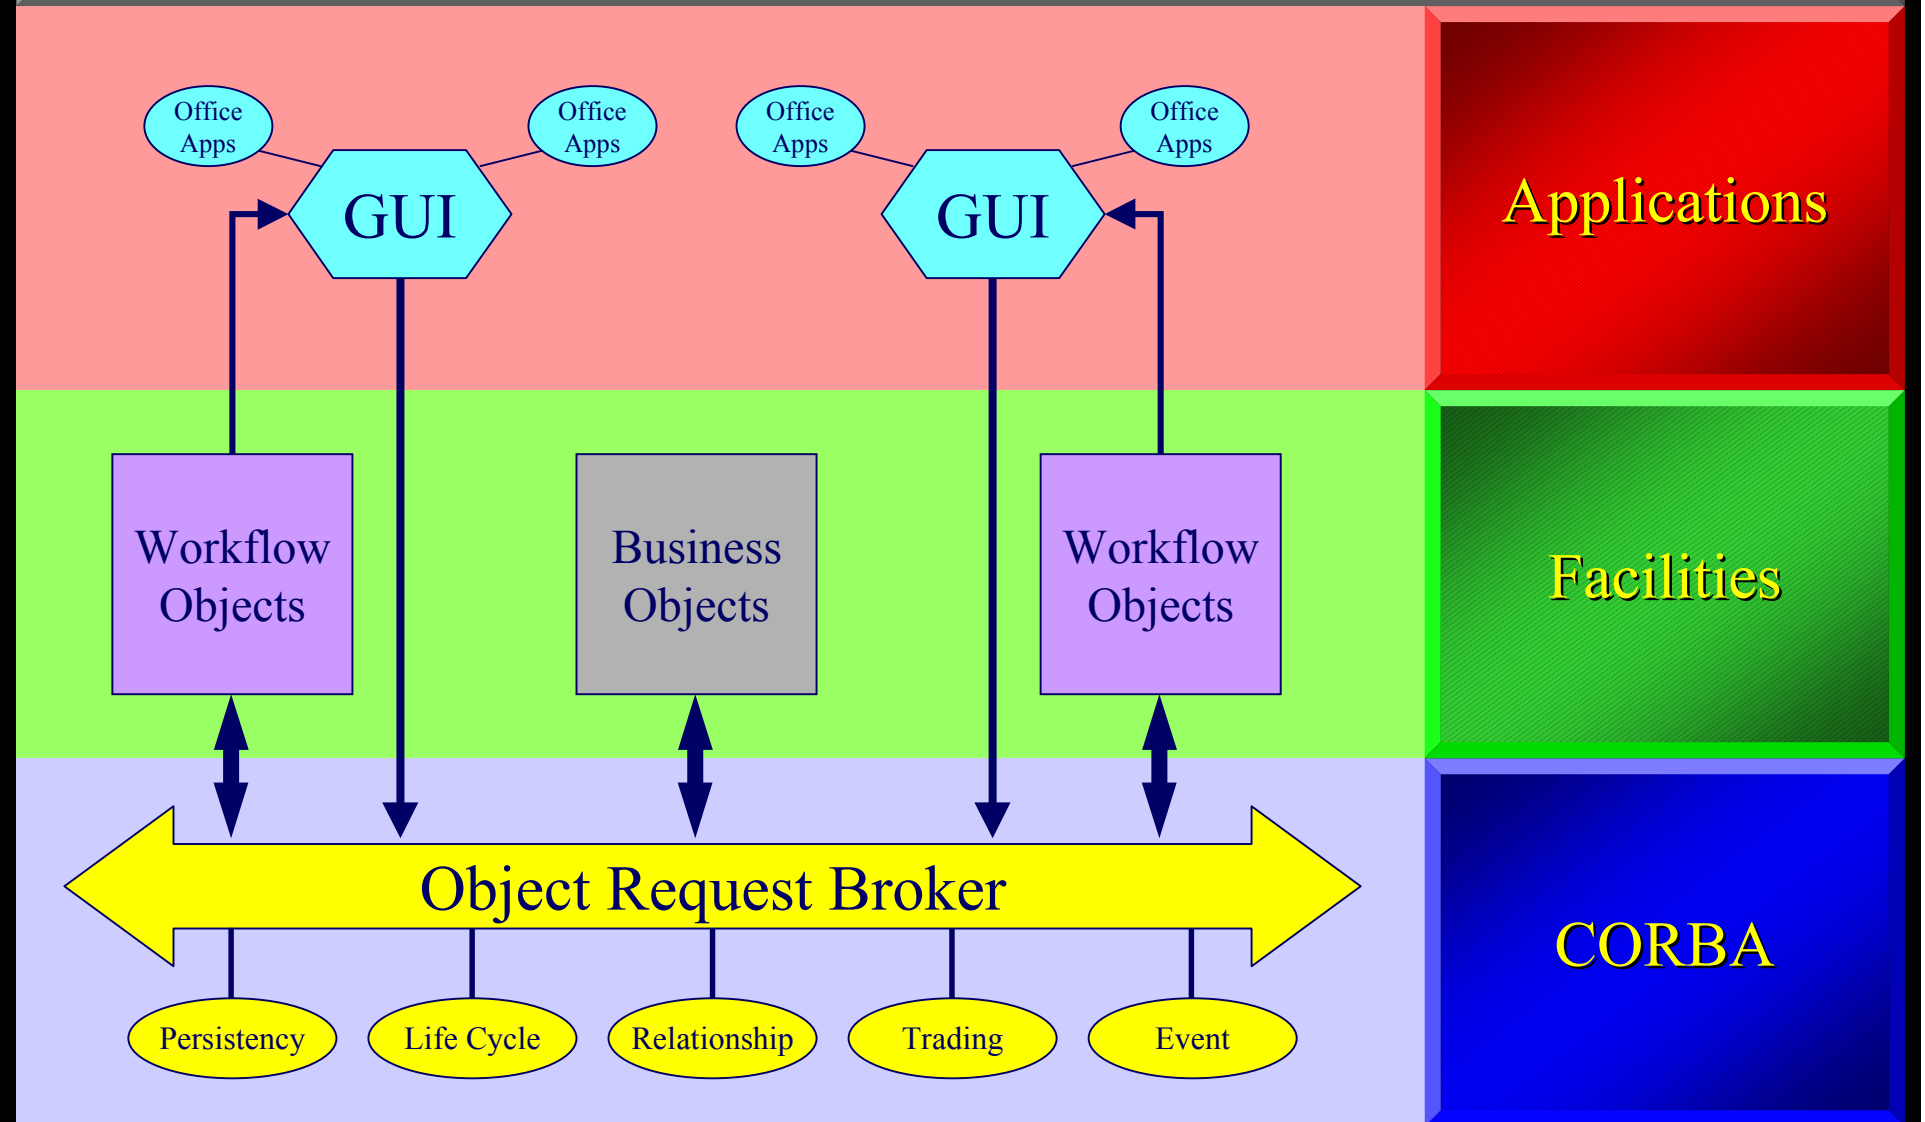 Office
Apps
Office
Apps
Office
Apps
Office
Apps
GUI
GUI
Applications
Workflow
Objects
Business
Objects
Workflow
Objects
Facilities
Object Request Broker
CORBA
Persistency
Life Cycle
Relationship
Trading
Event